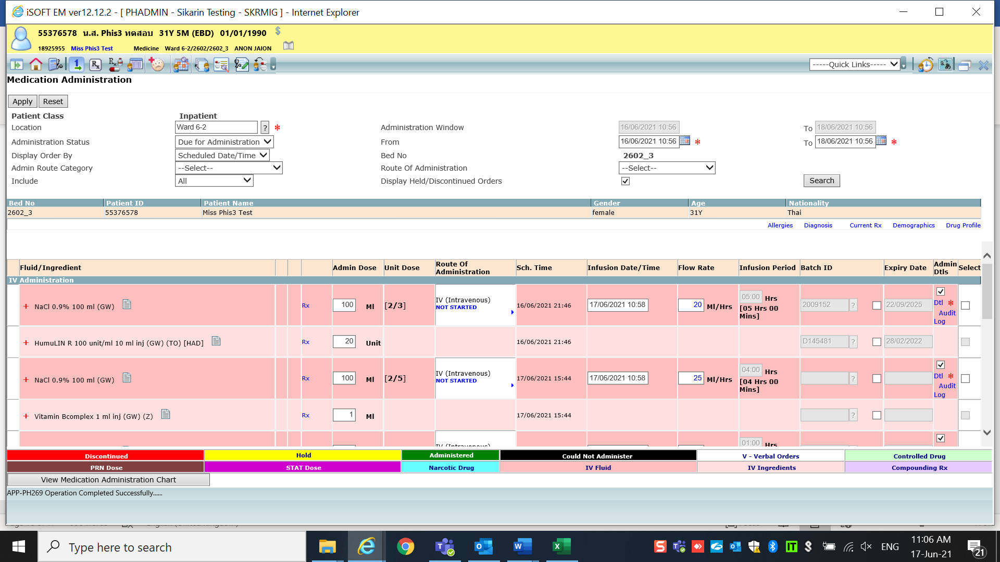 iSOFT EM ver12.12.2 - [ PHADMIN - Sikarin Testing - SKRMIG ] - Internet Explorer
55376578 น.ส. Phis3 ทดสอบ 31Y 5M (EBD) 01/01/1990 $
18925955 Miss Phis3 Test Medicine Ward 6-2/2602/2602_3 ANON JAION
-----Quick Links-----
Medication Administration
Apply Reset
Patient Class Inpatient
Location Ward 6-2 ? * Administration Window 16/06/2021 10:56 To 18/06/2021 10:56
Administration Status Due for Administration From 16/06/2021 10:56 * To 18/06/2021 10:56 *
Display Order By Scheduled Date/Time Bed No 2602_3
Admin Route Category --Select-- Route Of Administration --Select--
Include All Display Held/Discontinued Orders Search
Bed No Patient ID Patient Name Gender Age Nationality
2602_3 55376578 Miss Phis3 Test female 31Y Thai
Allergies Diagnosis Current Rx Demographics Drug Profile
Fluid/Ingredient Admin Dose Unit Dose Route Of Administration Sch. Time Infusion Date/Time Flow Rate Infusion Period Batch ID Expiry Date Admin Dtls Select
IV Administration
+ NaCl 0.9% 100 ml (GW) Rx 100 Ml [2/3] IV (Intravenous) NOT STARTED 16/06/2021 21:46 17/06/2021 10:58 20 Ml/Hrs 05:00 Hrs [05 Hrs 00 Mins] 2009152 ? 22/09/2025 Dtl * Audit Log
+ HumuLIN R 100 unit/ml 10 ml inj (GW) (TO) [HAD] Rx 20 Unit 16/06/2021 21:46 D145481 ? 28/02/2022
+ NaCl 0.9% 100 ml (GW) Rx 100 Ml [2/5] IV (Intravenous) NOT STARTED 17/06/2021 15:44 17/06/2021 10:58 25 Ml/Hrs 04:00 Hrs [04 Hrs 00 Mins] ? Dtl * Audit Log
+ Vitamin Bcomplex 1 ml inj (GW) (Z) Rx 1 Ml 17/06/2021 15:44 ?
IV (Intravenous) 01:00 Hrs
Discontinued Hold Administered Could Not Administer V - Verbal Orders Controlled Drug
PRN Dose STAT Dose Narcotic Drug IV Fluid IV Ingredients Compounding Rx
View Medication Administration Chart
APP-PH269 Operation Completed Successfully......
Type here to search
ENG
11:06 AM
17-Jun-21
21